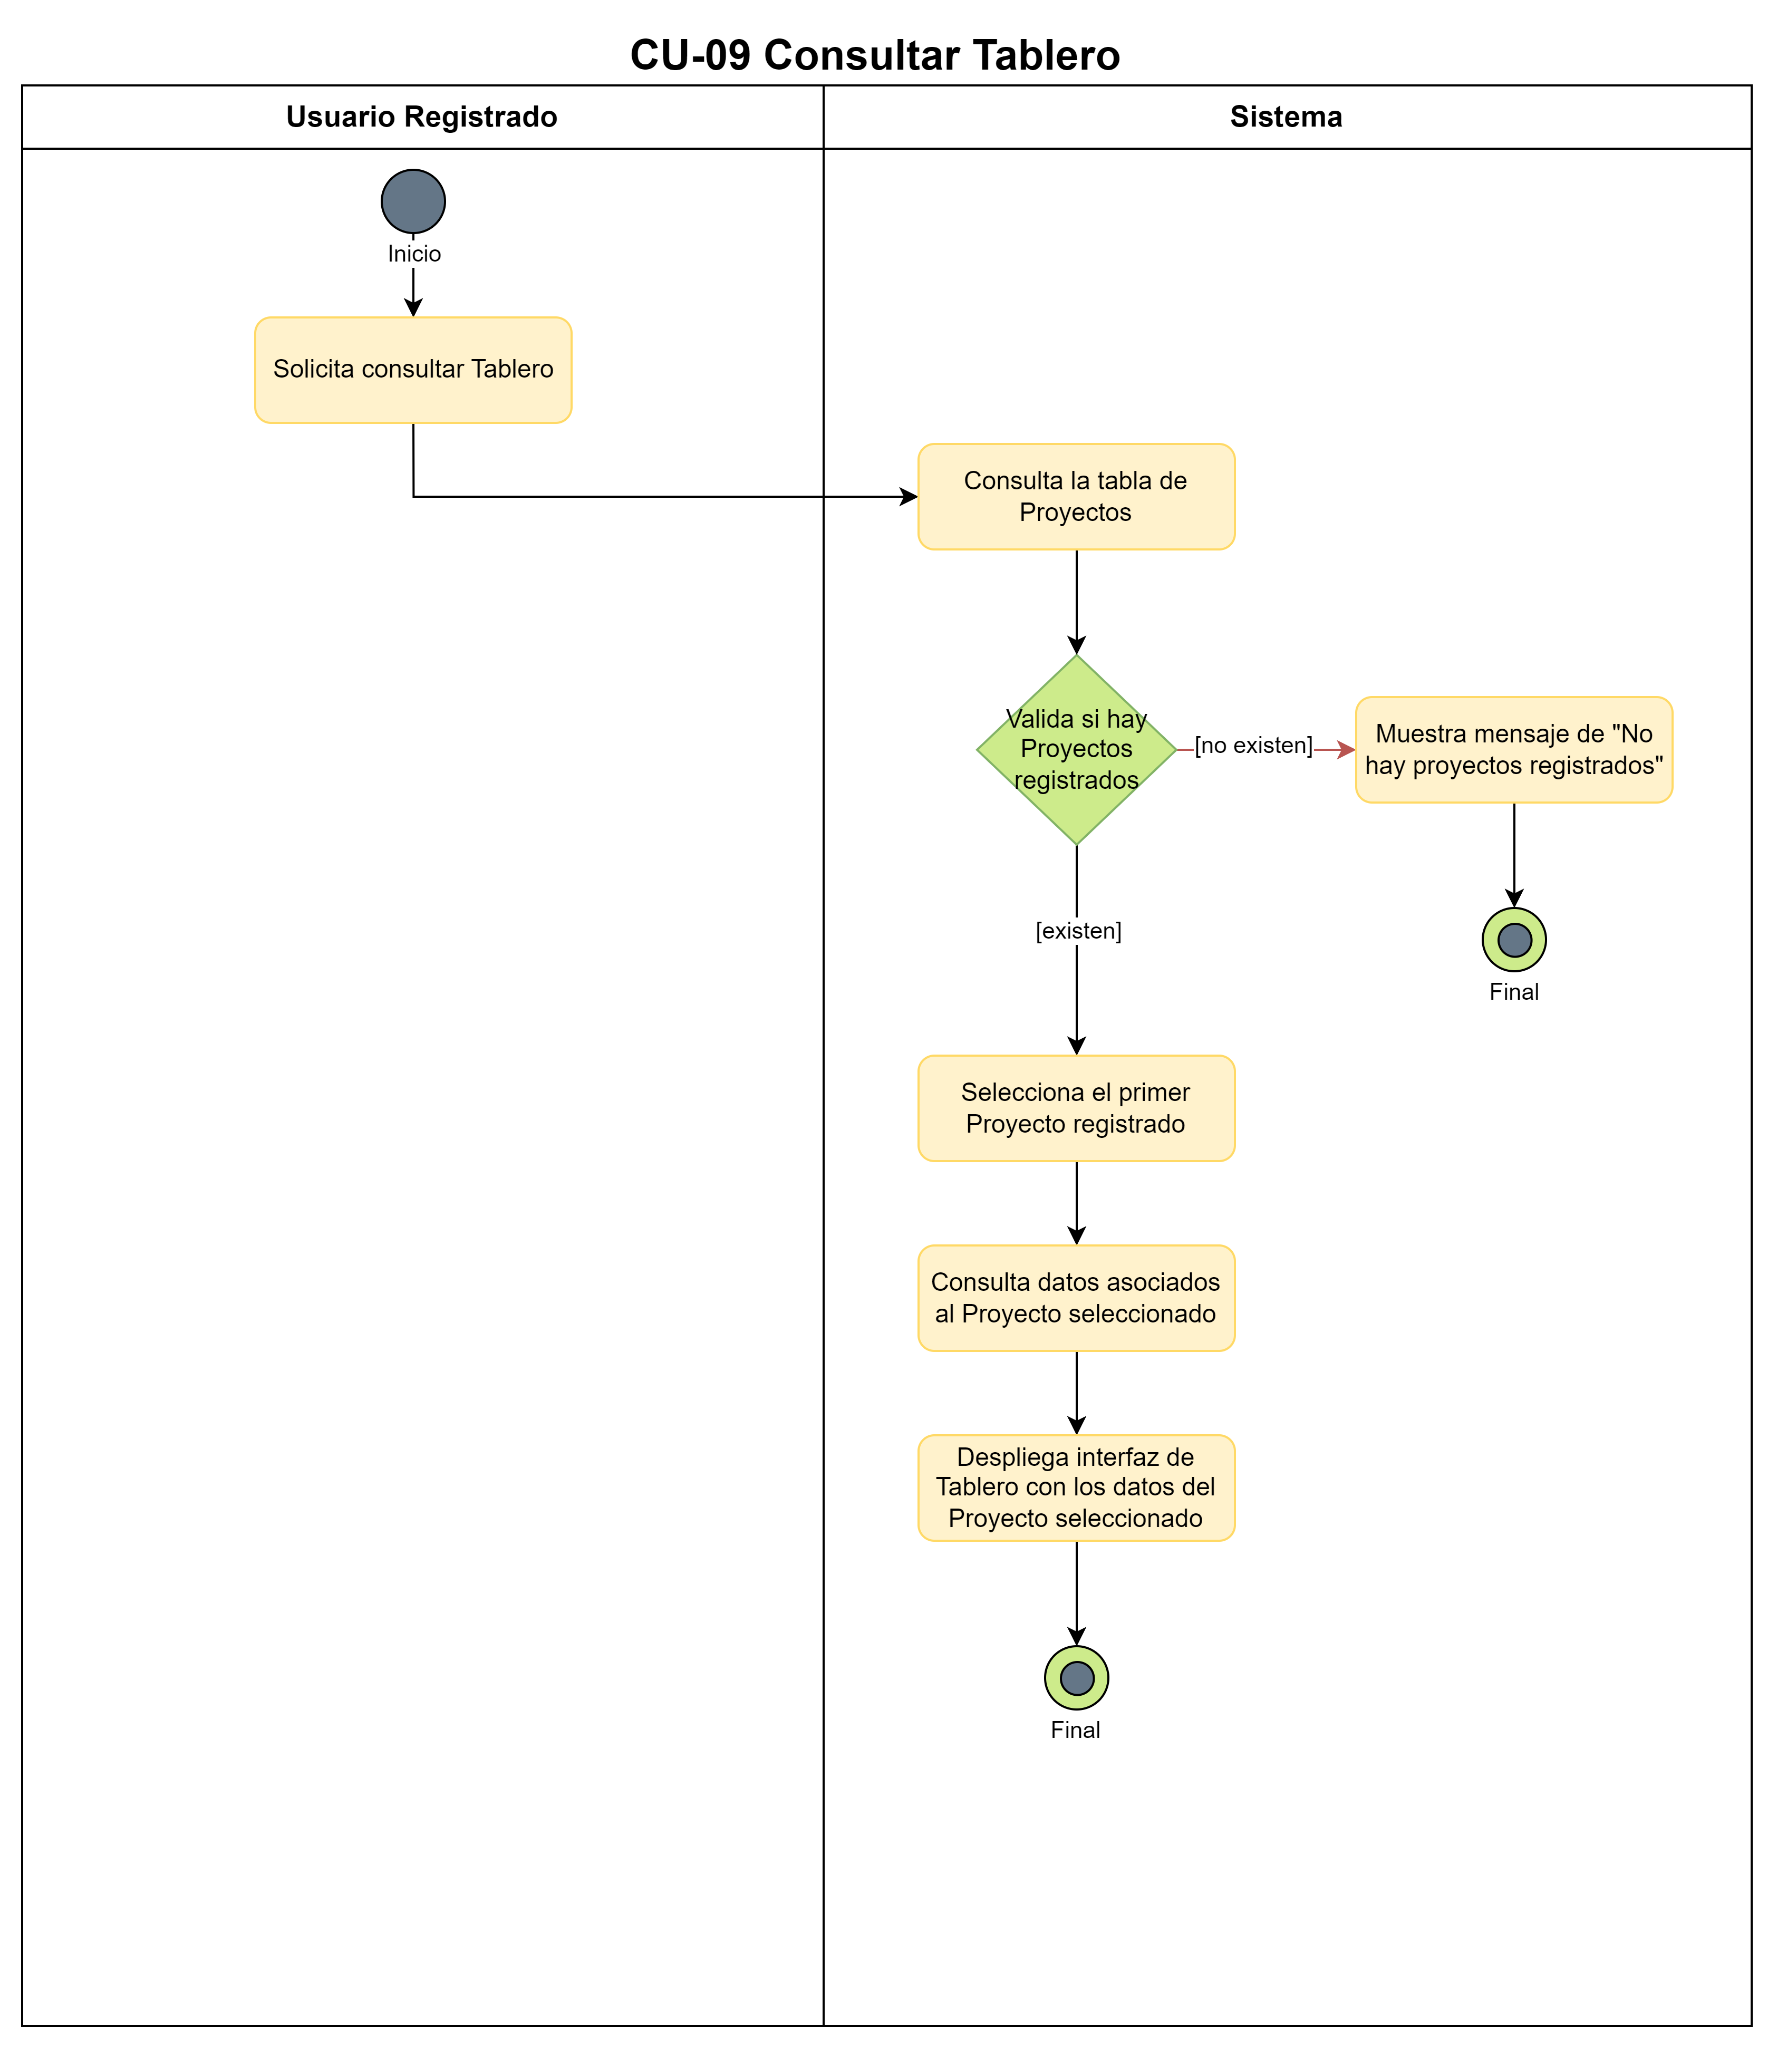 CU-09 Consultar Tablero
Usuario Registrado
Sistema
Inicio
Solicita consultar Tablero
Consulta la tabla de
Proyectos
Valida si hay
Proyectos
registrados
[no existen]
Muestra mensaje de "No
hay proyectos registrados"
Final
[existen]
Selecciona el primer
Proyecto registrado
Consulta datos asociados
al Proyecto seleccionado
Despliega interfaz de
Tablero con los datos del
Proyecto seleccionado
Final